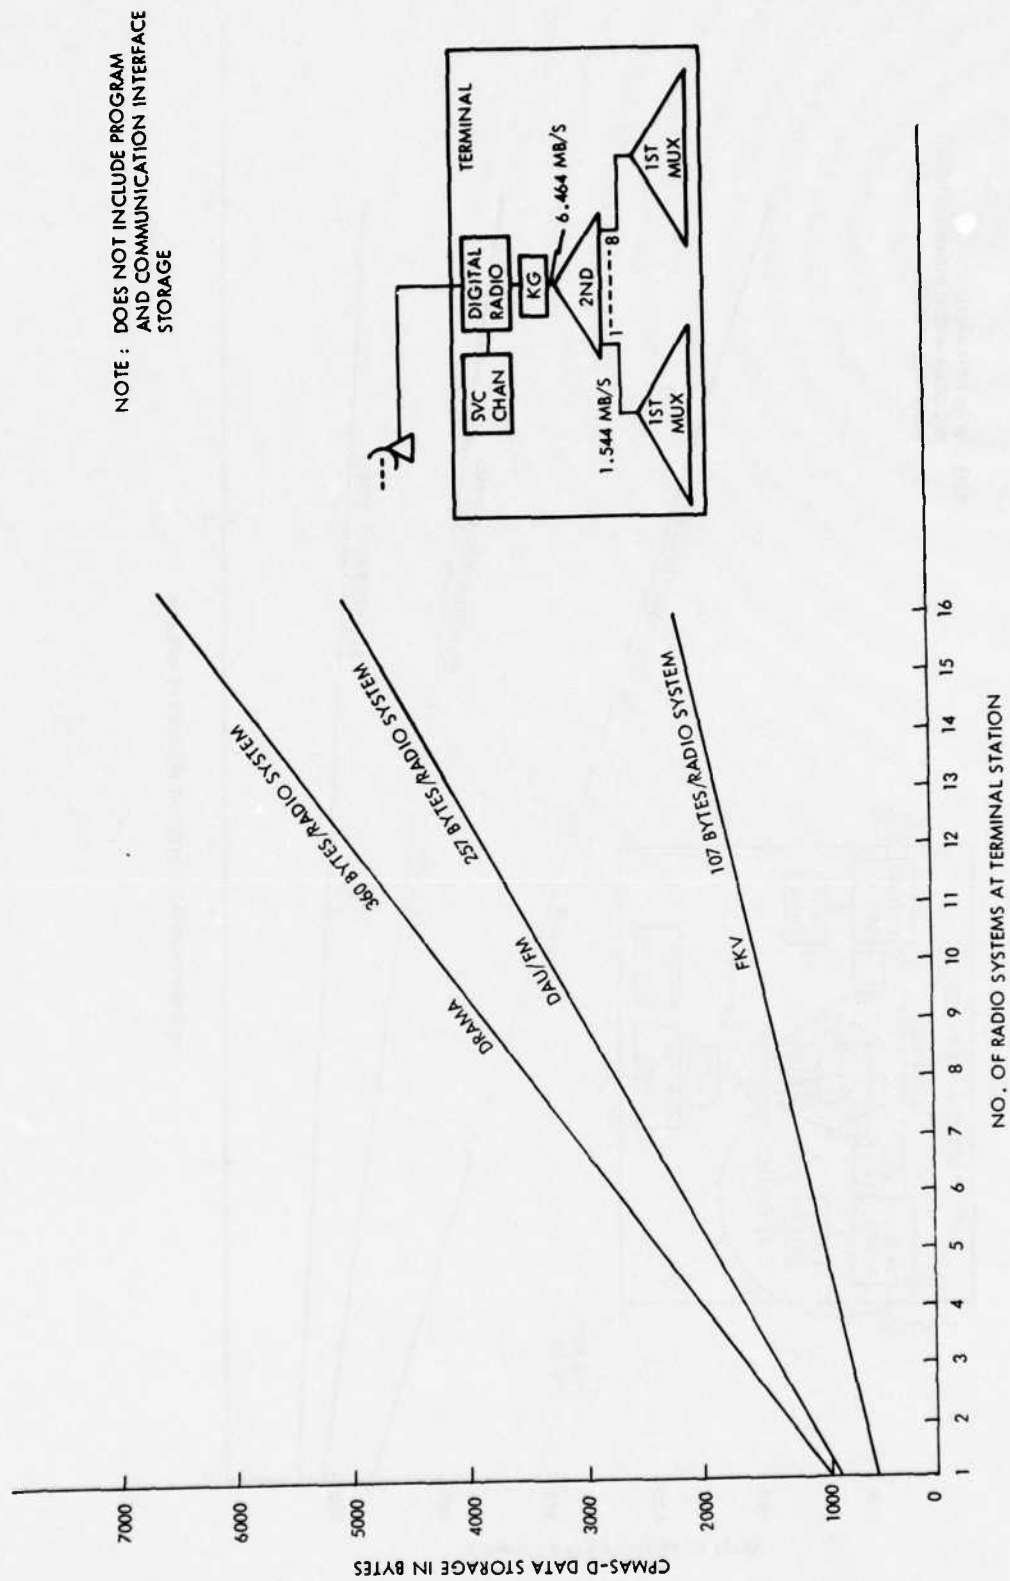 NOTE: DOES NOT INCLUDE PROGRAM
AND COMMUNICATION INTERFACE
STORAGE
TERMINAL
SVC
CHAN
DIGITAL
RADIO
KG
6.464 MB/S
2ND
1-----8
1.544 MB/S
1ST
MUX
1ST
MUX
CPMAS-D DATA STORAGE IN BYTES
7000
6000
5000
4000
3000
2000
1000
0
DRAMA
360 BYTES/RADIO SYSTEM
DAU/FM
257 BYTES/RADIO SYSTEM
FKV
107 BYTES/RADIO SYSTEM
1 2 3 4 5 6 7 8 9 10 11 12 13 14 15 16
NO. OF RADIO SYSTEMS AT TERMINAL STATION